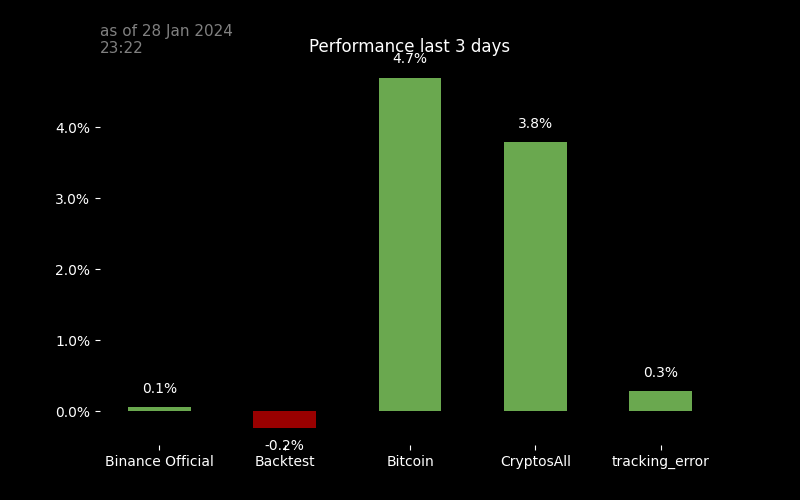 as of 28 Jan 2024
23:22
Performance last 3 days
4.7%
3.8%
4.0%
3.0%
2.0%
1.0%
0.3%
0.1%
0.0%
-0.2%
Binance Official
Backtest
Bitcoin
CryptosAll
tracking_error